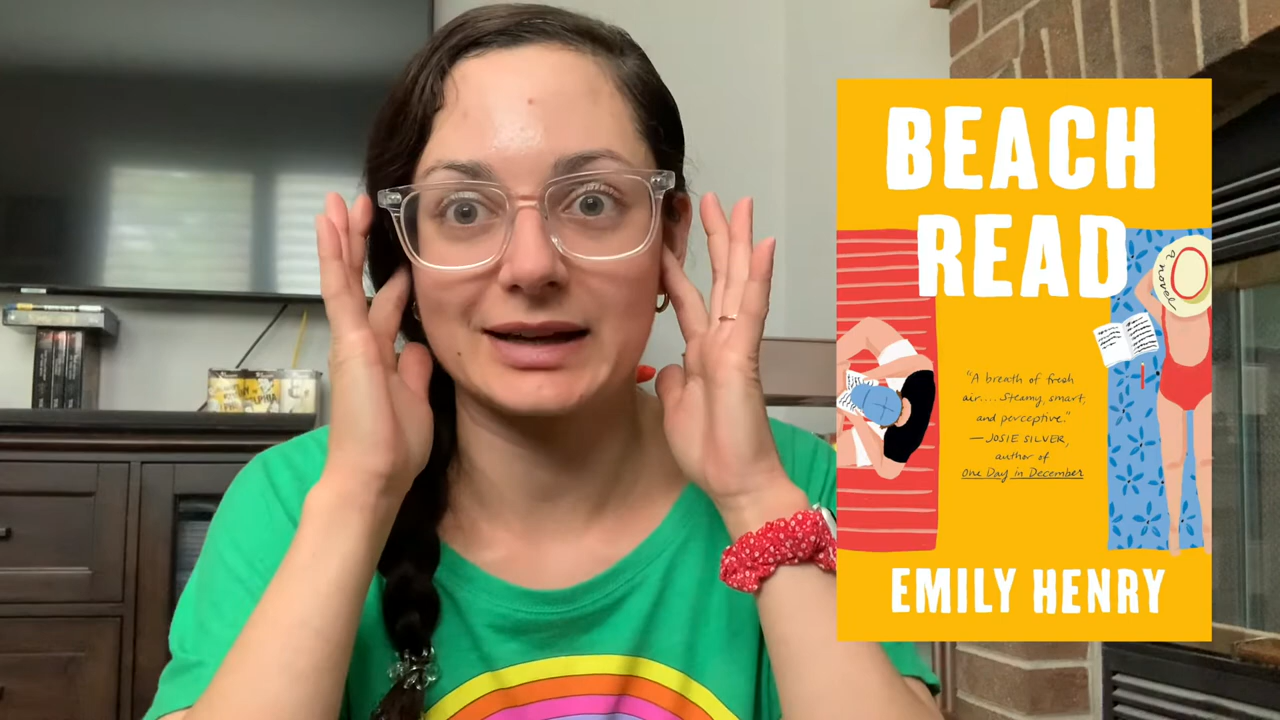 BEACH
READ
a novel
"A breath of fresh
air.... Steamy, smart,
and perceptive."
— JOSIE SILVER,
author of
One Day in December
EMILY HENRY